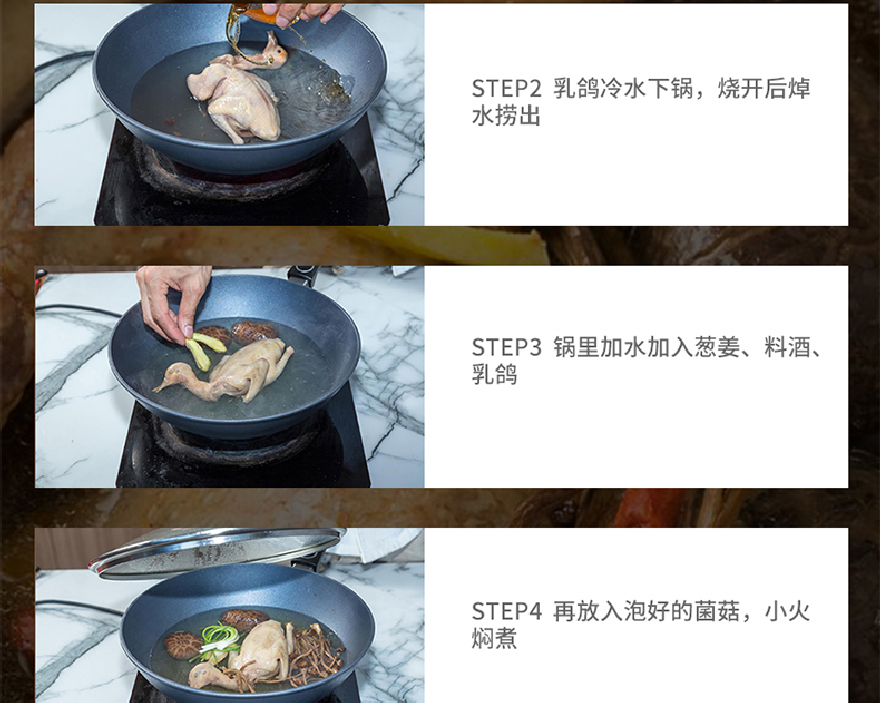 STEP2 乳鸽冷水下锅，烧开后焯
水捞出
STEP3 锅里加水加入葱姜、料酒、
乳鸽
STEP4 再放入泡好的菌菇，小火
焖煮